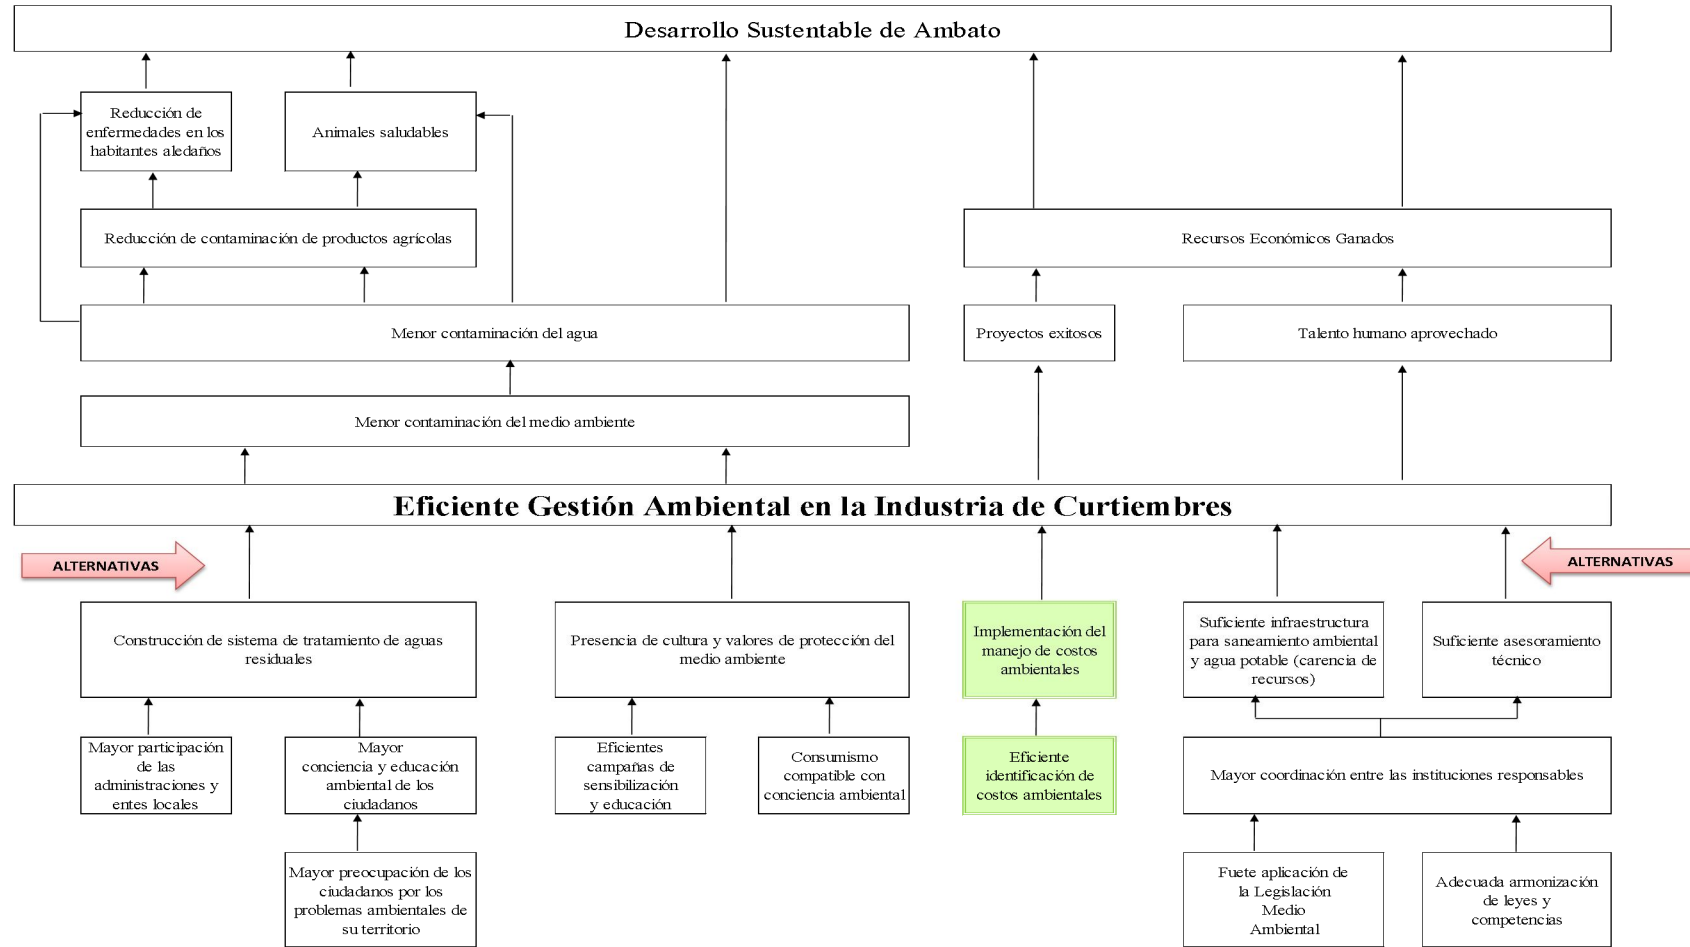 Desarrollo Sustentable de Ambato
Reducción de
enfermedades en los
habitantes aledaños
Animales saludables
Reducción de contaminación de productos agrícolas
Recursos Económicos Ganados
Menor contaminación del agua
Proyectos exitosos
Talento humano aprovechado
Menor contaminación del medio ambiente
Eficiente Gestión Ambiental en la Industria de Curtiembres
ALTERNATIVAS
ALTERNATIVAS
Construcción de sistema de tratamiento de aguas
residuales
Presencia de cultura y valores de protección del
medio ambiente
Implementación del
manejo de costos
ambientales
Suficiente infraestructura
para saneamiento ambiental
y agua potable (carencia de
recursos)
Suficiente asesoramiento
técnico
Mayor participación
de las
administraciones y
entes locales
Mayor
conciencia y educación
ambiental de los
ciudadanos
Eficientes
campañas de
sensibilización
y educación
Consumismo
compatible con
conciencia ambiental
Eficiente
identificación de
costos ambientales
Mayor coordinación entre las instituciones responsables
Mayor preocupación de los
ciudadanos por los
problemas ambientales de
su territorio
Fuete aplicación de
la Legislación
Medio
Ambiental
Adecuada armonización
de leyes y
competencias